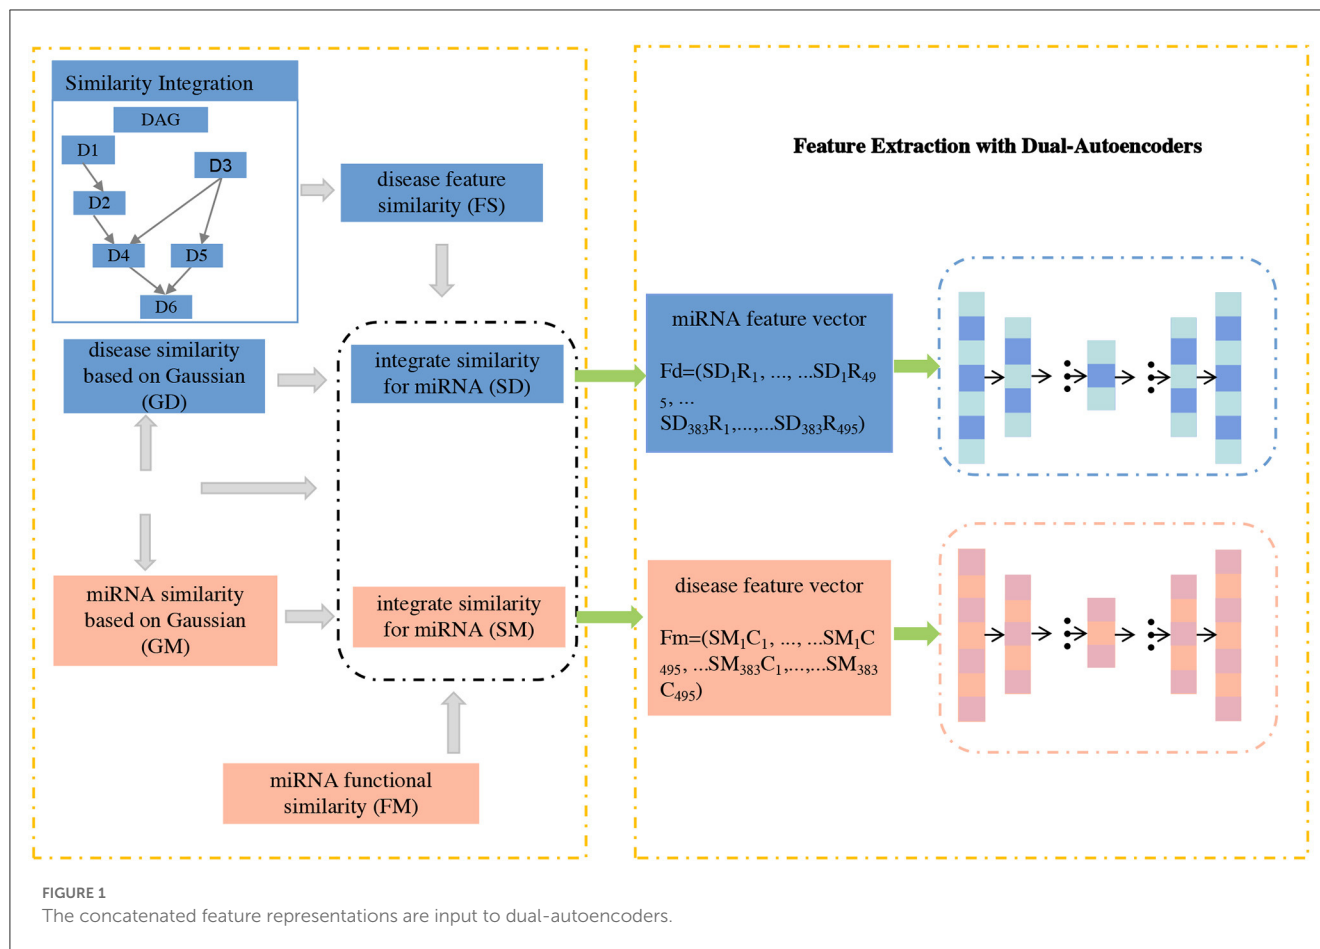 Similarity Integration
DAG
D1
D3
D2
D4
D5
D6
disease feature
similarity (FS)
disease similarity
based on Gaussian
(GD)
integrate similarity
for miRNA (SD)
miRNA similarity
based on Gaussian
(GM)
integrate similarity
for miRNA (SM)
miRNA functional
similarity (FM)
Feature Extraction with Dual-Autoencoders
miRNA feature vector
Fd=(SD₁R₁, ..., ...SD₁R₄₉
₅, ...
SD₃₈₃R₁,...,...SD₃₈₃R₄₉₅)
disease feature vector
Fm=(SM₁C₁, ..., ...SM₁C
₄₉₅, ...SM₃₈₃C₁,...,...SM₃₈₃
C₄₉₅)
FIGURE 1
The concatenated feature representations are input to dual-autoencoders.